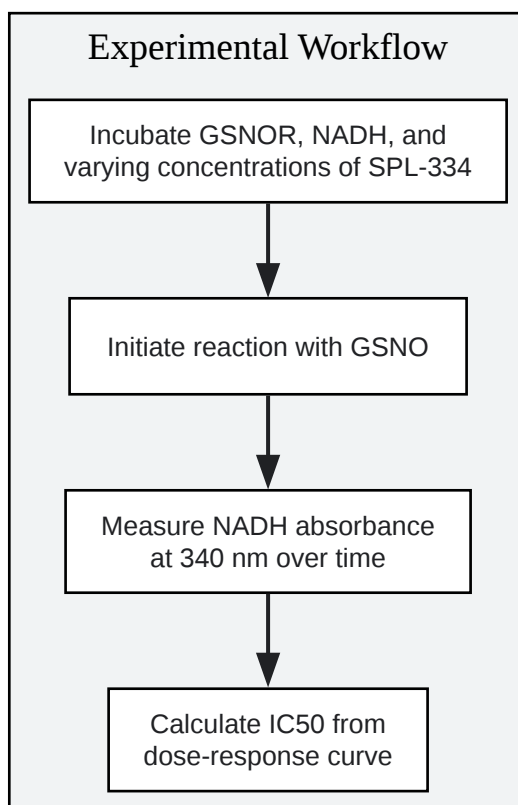 Experimental Workflow
Incubate GSNOR, NADH, and
varying concentrations of SPL-334
Initiate reaction with GSNO
Measure NADH absorbance
at 340 nm over time
Calculate IC50 from
dose-response curve